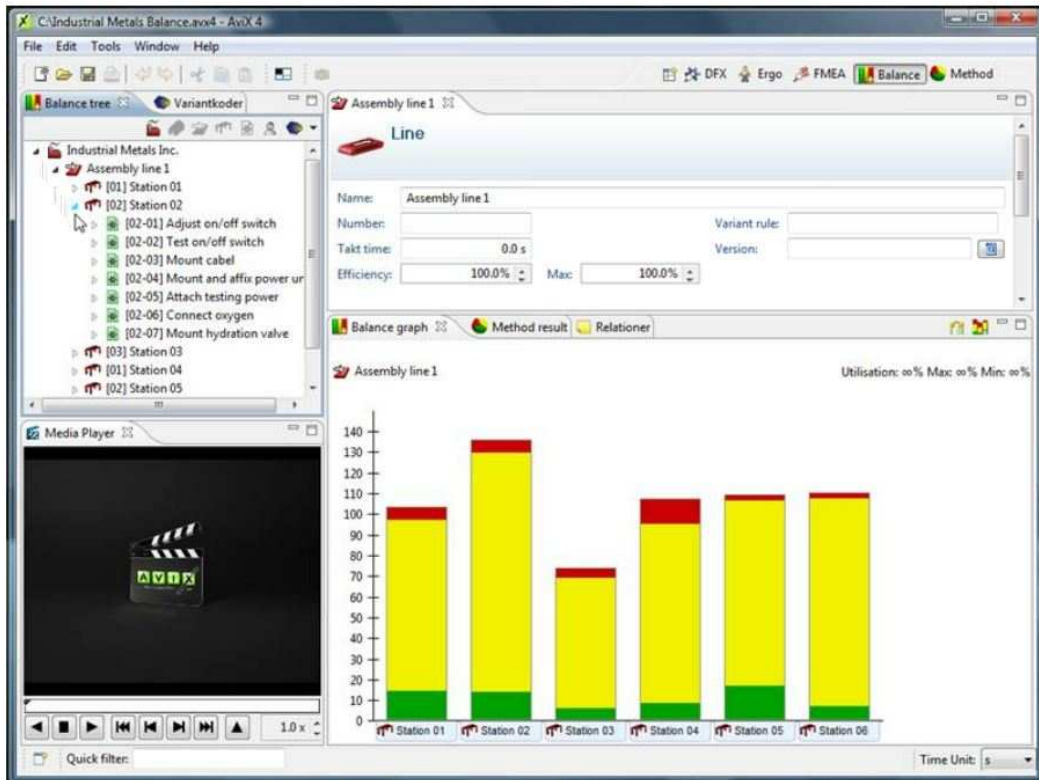 C:\Industrial Metals Balance.avx4 - AviX 4
File Edit Tools Window Help
DFX Ergo FMEA Balance Method
Balance tree Variantkoder
Industrial Metals Inc.
Assembly line 1
[01] Station 01
[02] Station 02
[02-01] Adjust on/off switch
[02-02] Test on/off switch
[02-03] Mount cabel
[02-04] Mount and affix power ur
[02-05] Attach testing power
[02-06] Connect oxygen
[02-07] Mount hydration valve
[03] Station 03
[01] Station 04
[02] Station 05
Assembly line 1
Line
Name: Assembly line 1
Number: Variant rule:
Takt time: 0.0 s Version:
Efficiency: 100.0% Max: 100.0%
Balance graph Method result Relationer
Assembly line 1 Utilisation: ∞% Max: ∞% Min: ∞%
140
130
120
110
100
90
80
70
60
50
40
30
20
10
0
Station 01 Station 02 Station 03 Station 04 Station 05 Station 06
Media Player
AVIX
1.0 x
Quick filter: Time Unit: s